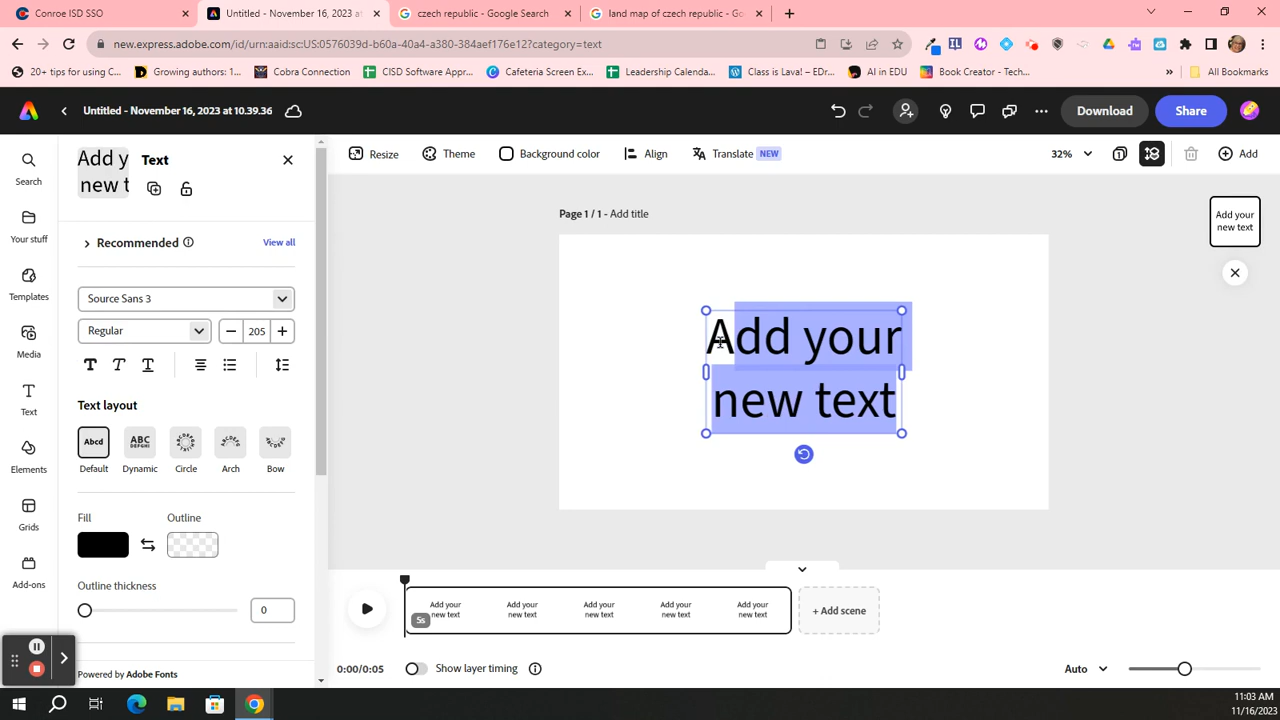 Conroe ISD SSO
Untitled - November 16, 2023 at
czech republic - Google Search
land map of czech republic - Go
new.express.adobe.com/id/urn:aaid:sc:US:0f76039d-b60a-40a4-a380-384aef176e12?category=text
20+ tips for using C...
Growing authors: 1...
Cobra Connection
CISD Software Appr...
Cafeteria Screen Ex...
Leadership Calenda...
Class is Lava! – EDr...
AI in EDU
Book Creator - Tech...
All Bookmarks
Untitled - November 16, 2023 at 10.39.36
Download
Share
Add y
new t
Text
Resize
Theme
Background color
Align
Translate NEW
32%
Add
Search
Your stuff
Templates
Media
Text
Elements
Grids
Add-ons
Recommended
View all
Source Sans 3
Regular
205
Text layout
Abcd
ABC
Default
Dynamic
Circle
Arch
Bow
Fill
Outline
Outline thickness
0
Powered by Adobe Fonts
Page 1 / 1 - Add title
Add your
new text
Add your
new text
Add your
new text
Add your
new text
Add your
new text
Add your
new text
Add your
new text
5s
+ Add scene
0:00/0:05
Show layer timing
Auto
11:03 AM
11/16/2023